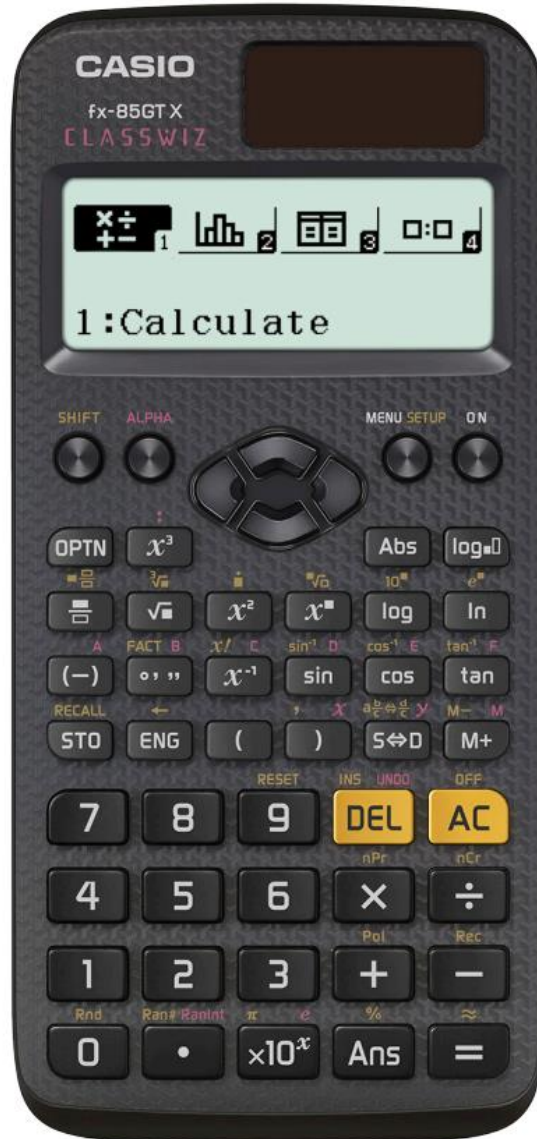 CASIO
fx-85GT X
CLASSWIZ
1 2 3 4
1:Calculate
SHIFT ALPHA MENU SETUP ON
:
OPTN x³ Abs log■▯
■ ³√■ ■√▯ 10■ e■
√■ x² x■ log ln
A FACT B x! C sin⁻¹ D cos⁻¹ E tan⁻¹ F
(−) ° ’ ” x⁻¹ sin cos tan
RECALL ← , x a b/c⇔d/c y M− M
STO ENG ( ) S⇔D M+
RESET INS UNDO OFF
7 8 9 DEL AC
nPr nCr
4 5 6 × ÷
Pol Rec
1 2 3 + −
Rnd Ran# RanInt π e % ≈
0 • ×10ˣ Ans =